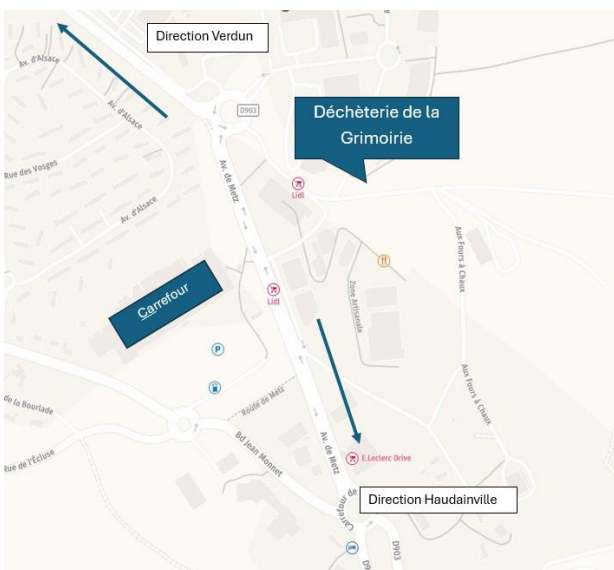 Direction Verdun
Av. d'Alsace
D903
Déchèterie de la
Grimoirie
Av. d'Alsace
Rue des Vosges
Av. de Metz
Lidl
Av. d'Alsace
Aux Fours à Chaux
Carrefour
Lidl
Zone Artisanale
P
Route de Metz
de la Bourlade
Aux Fours à Chaux
Av. de Metz
Bd Jean Monnet
E.Leclerc Drive
Rue de l'Écluse
Direction Haudainville
Carrefour de
D903